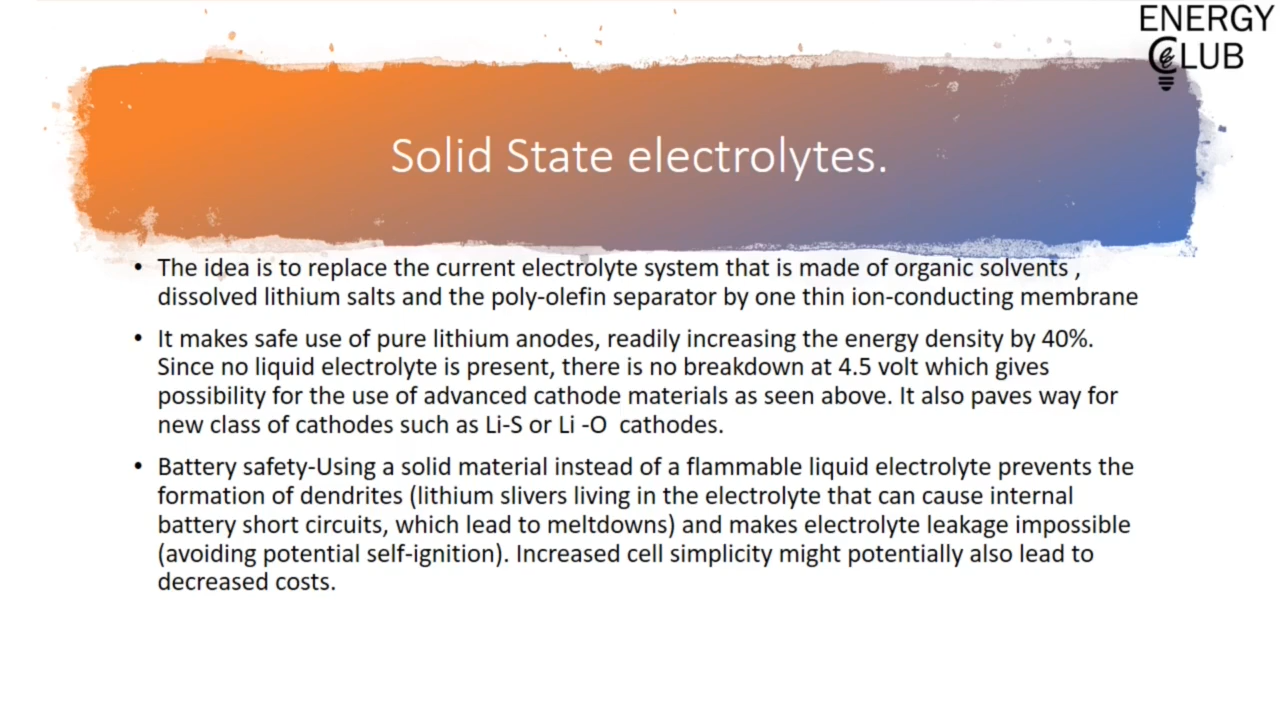 ENERGY
CLUB
Solid State electrolytes.
• The idea is to replace the current electrolyte system that is made of organic solvents ,
dissolved lithium salts and the poly-olefin separator by one thin ion-conducting membrane
• It makes safe use of pure lithium anodes, readily increasing the energy density by 40%.
Since no liquid electrolyte is present, there is no breakdown at 4.5 volt which gives
possibility for the use of advanced cathode materials as seen above. It also paves way for
new class of cathodes such as Li-S or Li -O  cathodes.
• Battery safety-Using a solid material instead of a flammable liquid electrolyte prevents the
formation of dendrites (lithium slivers living in the electrolyte that can cause internal
battery short circuits, which lead to meltdowns) and makes electrolyte leakage impossible
(avoiding potential self-ignition). Increased cell simplicity might potentially also lead to
decreased costs.